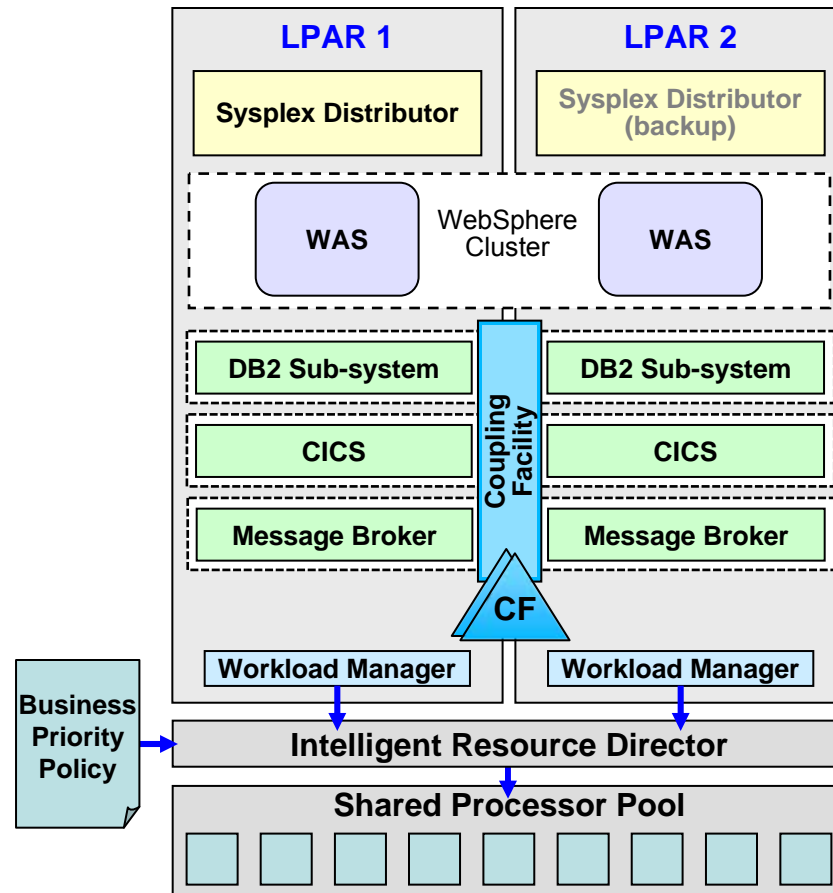 LPAR 1
LPAR 2
Sysplex Distributor
Sysplex Distributor
(backup)
WAS
WebSphere
Cluster
WAS
DB2 Sub-system
DB2 Sub-system
CICS
CICS
Message Broker
Message Broker
Coupling
Facility
CF
Workload Manager
Workload Manager
Business
Priority
Policy
Intelligent Resource Director
Shared Processor Pool